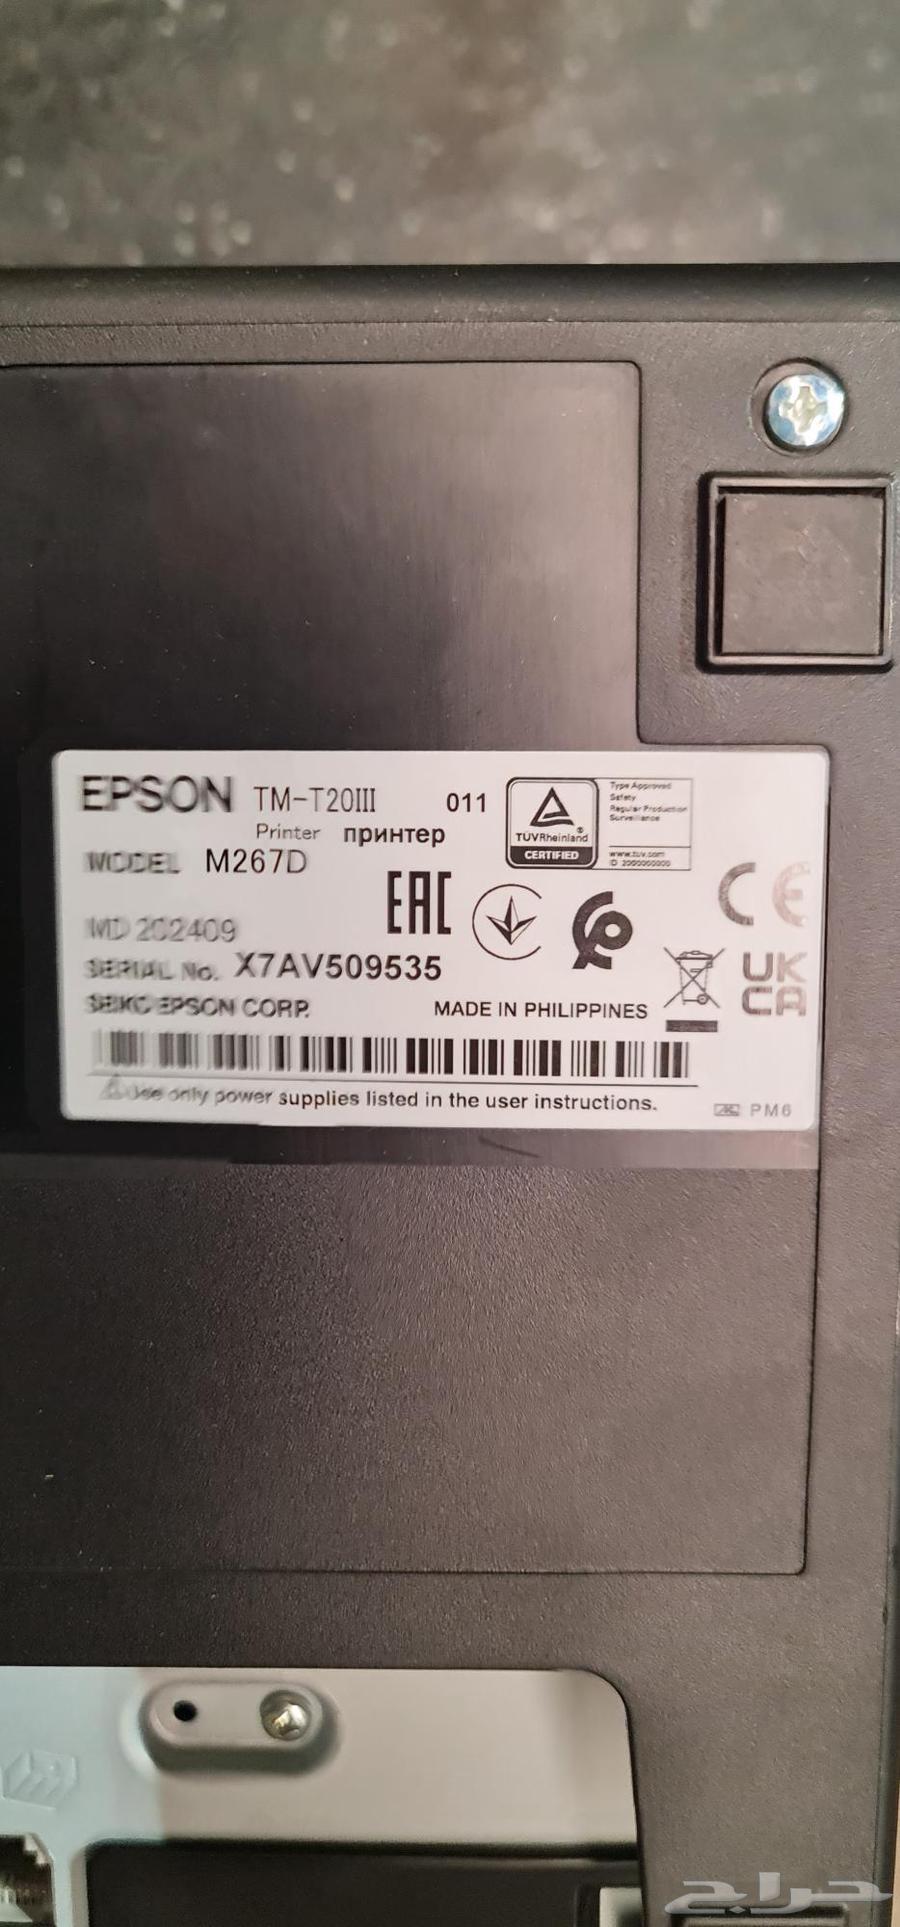 EPSON TM-T20III 011
Printer принтер
MODEL M267D
TÜVRheinland®
CERTIFIED
Type Approved
Safety
Regular Production
Surveillance
www.tuv.com
ID 2000000000
EAC
CE
MD 202409
SERIAL No. X7AV509535
UK
CA
SEIKO EPSON CORP. MADE IN PHILIPPINES
Use only power supplies listed in the user instructions.
PM6
حراج